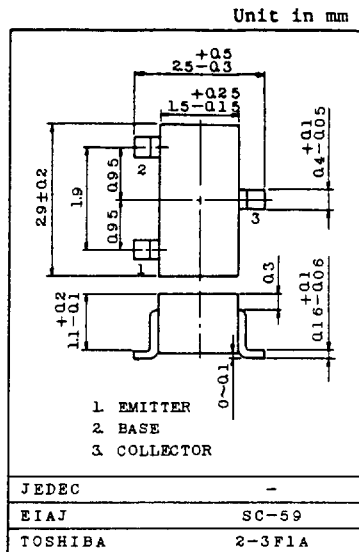 Unit in mm
+0.5
2.5-0.3
+0.25
1.5-0.15
+0.1
0.4-0.05
2.9±0.2
1.9
0.95
0.95
2
3
1
+0.2
1.1-0.1
0.3
+0.1
0.16-0.06
0~0.1
1. EMITTER
2. BASE
3. COLLECTOR
JEDEC -
EIAJ SC-59
TOSHIBA 2-3F1A